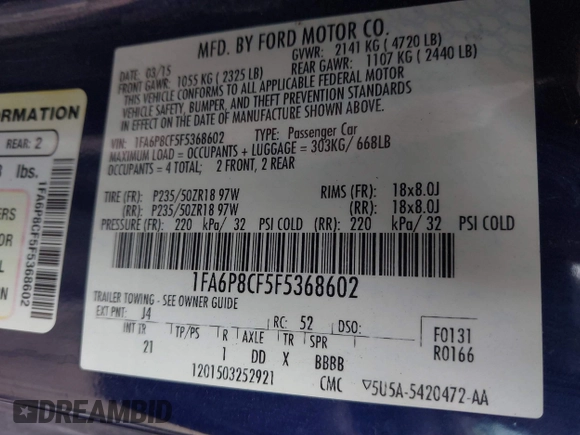 MFD. BY FORD MOTOR CO.
DATE: 03/15
GVWR: 2141 KG ( 4720 LB)
FRONT GAWR: 1055 KG ( 2325 LB)
REAR GAWR: 1107 KG ( 2440 LB)
THIS VEHICLE CONFORMS TO ALL APPLICABLE FEDERAL MOTOR
VEHICLE SAFETY, BUMPER, AND THEFT PREVENTION STANDARDS
IN EFFECT ON THE DATE OF MANUFACTURE SHOWN ABOVE.
VIN: 1FA6P8CF5F5368602 TYPE: Passenger Car
MAXIMUM LOAD = OCCUPANTS + LUGGAGE = 303KG/ 668LB
OCCUPANTS = 4 TOTAL; 2 FRONT, 2 REAR
TIRE (FR): P235/50ZR18 97W RIMS (FR): 18x8.0J
(RR): P235/50ZR18 97W (RR): 18x8.0J
PRESSURE (FR): 220 kPa/ 32 PSI COLD (RR): 220 kPa/ 32 PSI COLD
1FA6P8CF5F5368602
TRAILER TOWING - SEE OWNER GUIDE
EXT PNT: J4 RC: 52 DSO:
INT TR TP/PS R AXLE TR SPR
21 1 DD X BBBB
F0131
R0166
1201503252921 CMC ▽5U5A-5420472-AA
ORMATION
REAR: 2
lbs.
1FA6P8CF5F5368602
ERS
OR
L
ON
DREAMBID